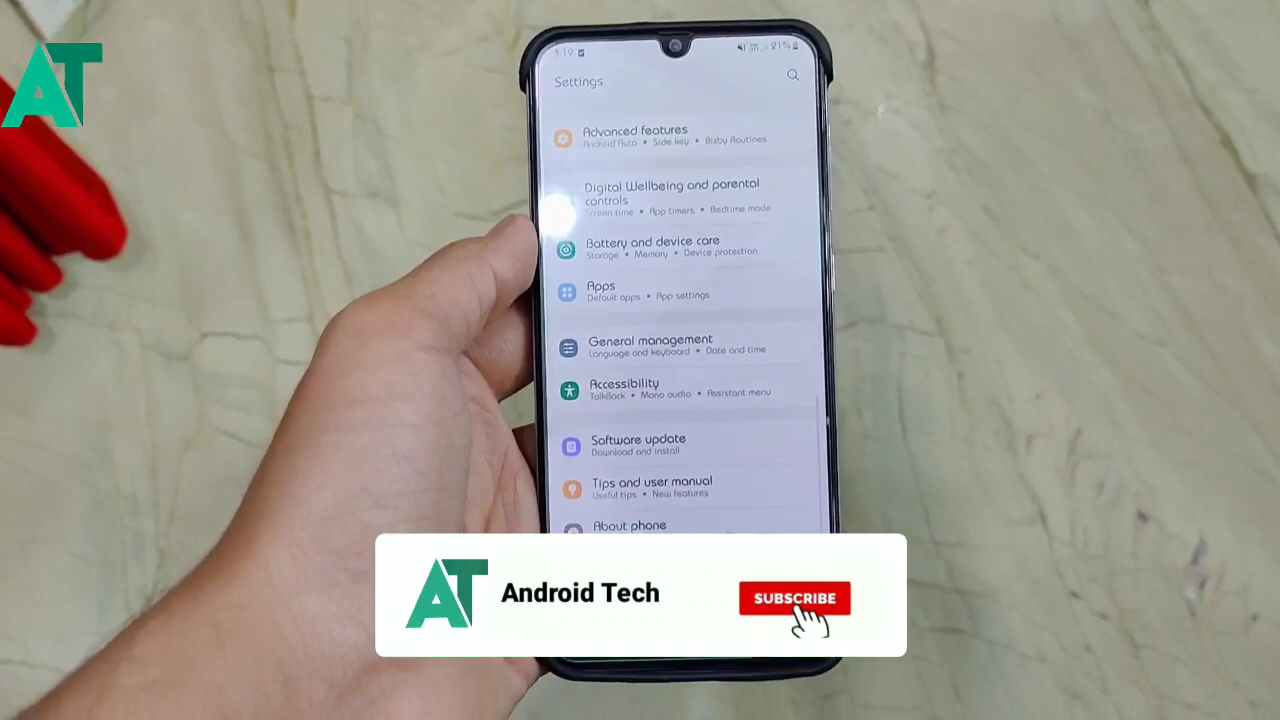 AT
5:19
21%
Settings
Advanced features
Android Auto • Side key • Bixby Routines
Digital Wellbeing and parental
controls
Screen time • App timers • Bedtime mode
Battery and device care
Storage • Memory • Device protection
Apps
Default apps • App settings
General management
Language and keyboard • Date and time
Accessibility
TalkBack • Mono audio • Assistant menu
Software update
Download and install
Tips and user manual
Useful tips • New features
About phone
AT
Android Tech
SUBSCRIBE